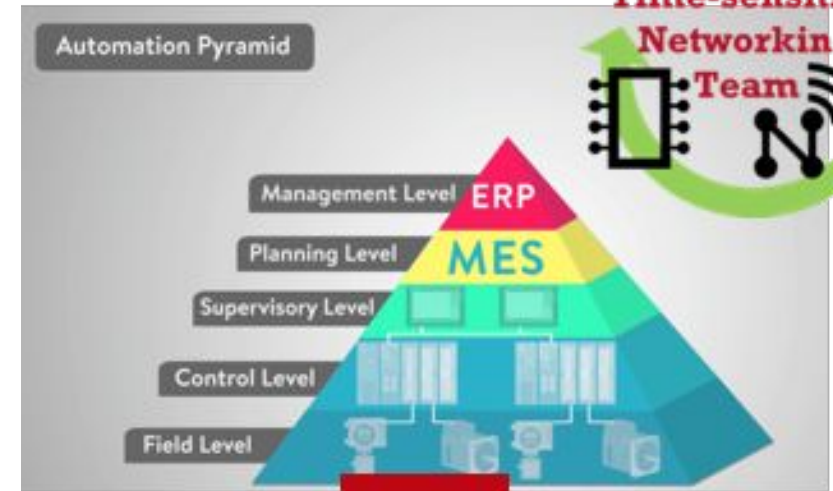 Automation Pyramid
Networkin
Team
N
Management Level
ERP
Planning Level
MES
Supervisory Level
Control Level
Field Level